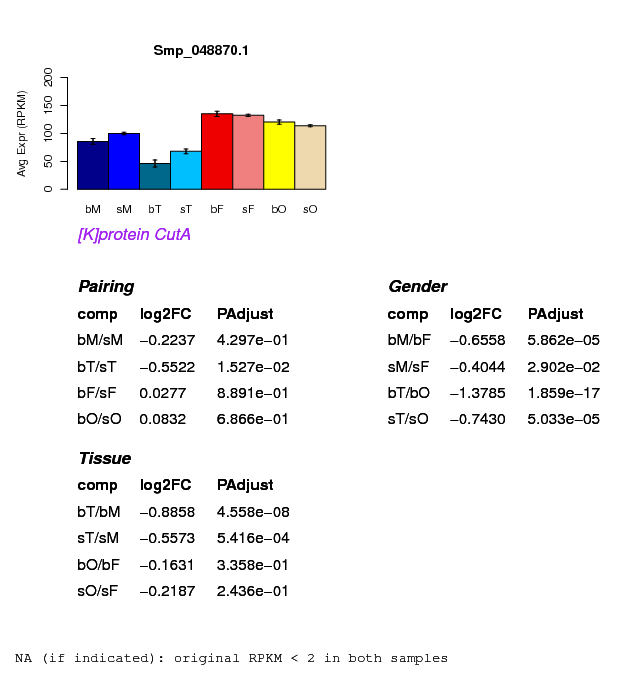 Smp_048870.1
Avg Expr (RPKM)
200
150
100
50
0
bM sM bT sT bF sF bO sO
[K]protein CutA
Pairing
comp log2FC PAdjust
bM/sM −0.2237 4.297e−01
bT/sT −0.5522 1.527e−02
bF/sF 0.0277 8.891e−01
bO/sO 0.0832 6.866e−01
Gender
comp log2FC PAdjust
bM/bF −0.6558 5.862e−05
sM/sF −0.4044 2.902e−02
bT/bO −1.3785 1.859e−17
sT/sO −0.7430 5.033e−05
Tissue
comp log2FC PAdjust
bT/bM −0.8858 4.558e−08
sT/sM −0.5573 5.416e−04
bO/bF −0.1631 3.358e−01
sO/sF −0.2187 2.436e−01
NA (if indicated): original RPKM < 2 in both samples